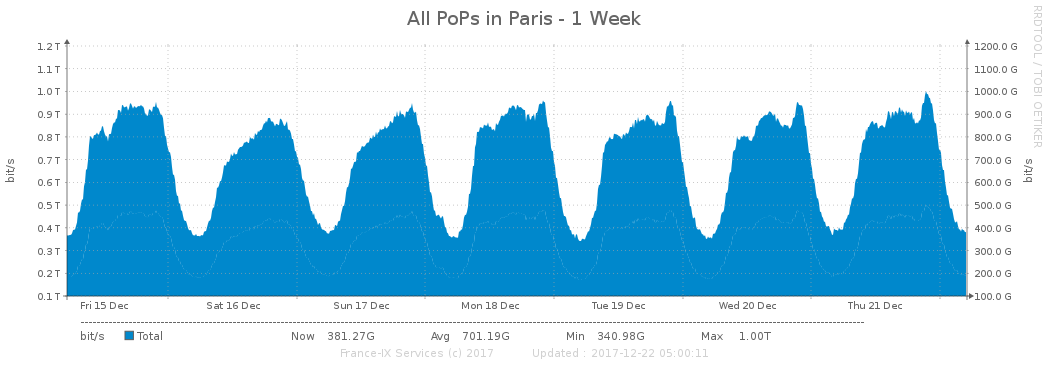 All PoPs in Paris - 1 Week
RRDTOOL / TOBI OETIKER
bit/s
1.2 T
1.1 T
1.0 T
0.9 T
0.8 T
0.7 T
0.6 T
0.5 T
0.4 T
0.3 T
0.2 T
0.1 T
1200.0 G
1100.0 G
1000.0 G
900.0 G
800.0 G
700.0 G
600.0 G
500.0 G
400.0 G
300.0 G
200.0 G
100.0 G
bit/s
Fri 15 Dec Sat 16 Dec Sun 17 Dec Mon 18 Dec Tue 19 Dec Wed 20 Dec Thu 21 Dec
bit/s Total Now 381.27G Avg 701.19G Min 340.98G Max 1.00T
France-IX Services (c) 2017 Updated : 2017-12-22 05:00:11